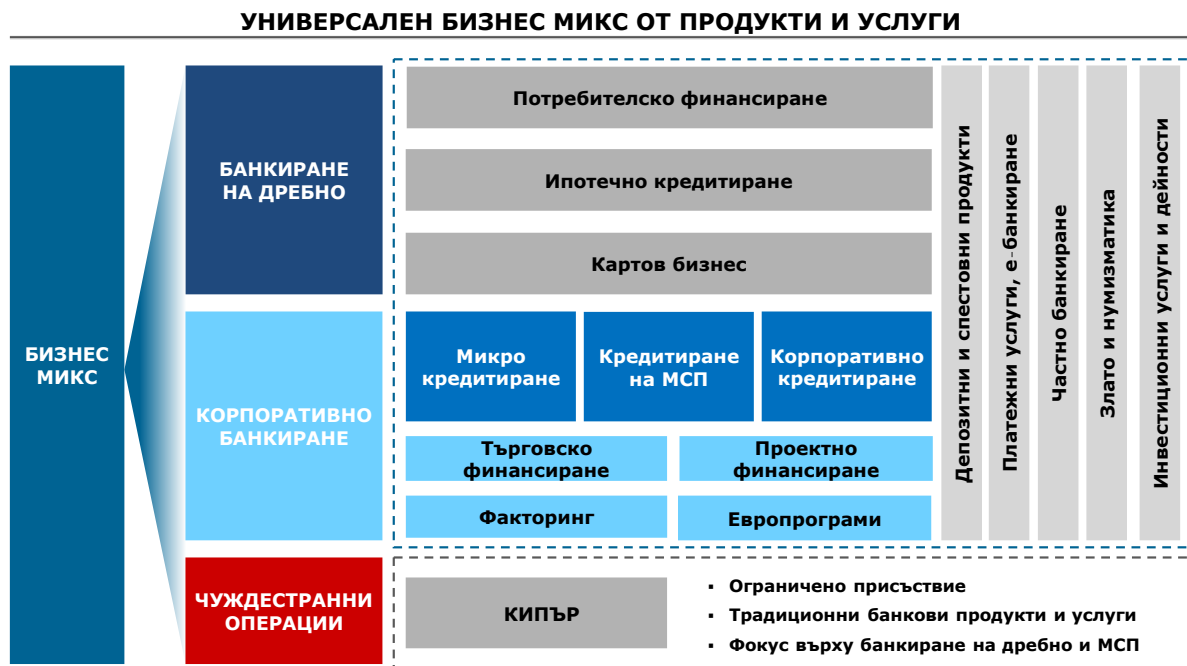 УНИВЕРСАЛЕН БИЗНЕС МИКС ОТ ПРОДУКТИ И УСЛУГИ
БИЗНЕС
МИКС
БАНКИРАНЕ
НА ДРЕБНО
Потребителско финансиране
Ипотечно кредитиране
Картов бизнес
КОРПОРАТИВНО
БАНКИРАНЕ
Микро
кредитиране
Кредитиране
на МСП
Корпоративно
кредитиране
Търговско
финансиране
Проектно
финансиране
Факторинг
Европрограми
Депозитни и спестовни продукти
Платежни услуги, е-банкиране
Частно банкиране
Злато и нумизматика
Инвестиционни услуги и дейности
ЧУЖДЕСТРАННИ
ОПЕРАЦИИ
КИПЪР
▪ Ограничено присъствие
▪ Традиционни банкови продукти и услуги
▪ Фокус върху банкиране на дребно и МСП